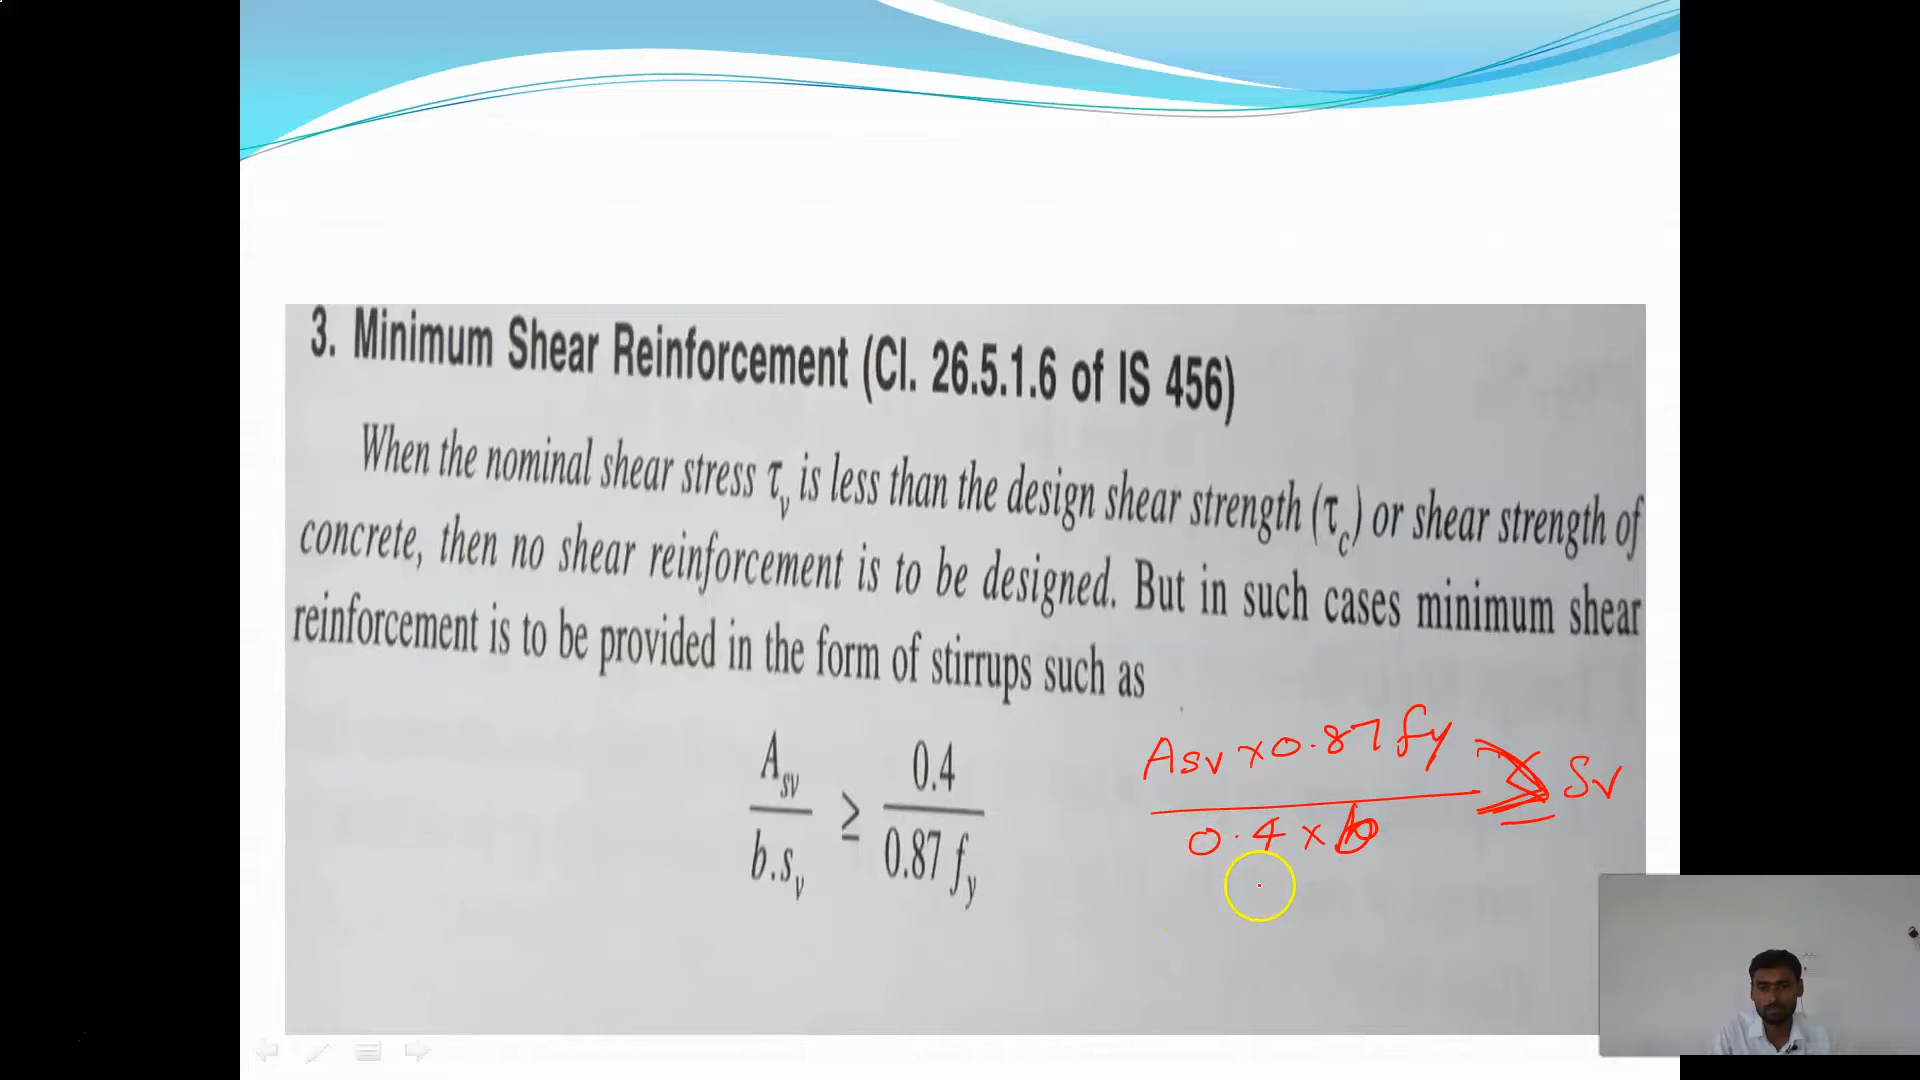 3. Minimum Shear Reinforcement (Cl. 26.5.1.6 of IS 456)
When the nominal shear stress τv is less than the design shear strength (τc) or shear strength of
concrete, then no shear reinforcement is to be designed. But in such cases minimum shear
reinforcement is to be provided in the form of stirrups such as
Asv / b.sv ≥ 0.4 / 0.87 fy
Asv × 0.87 fy / 0.4 × b ≥ Sv